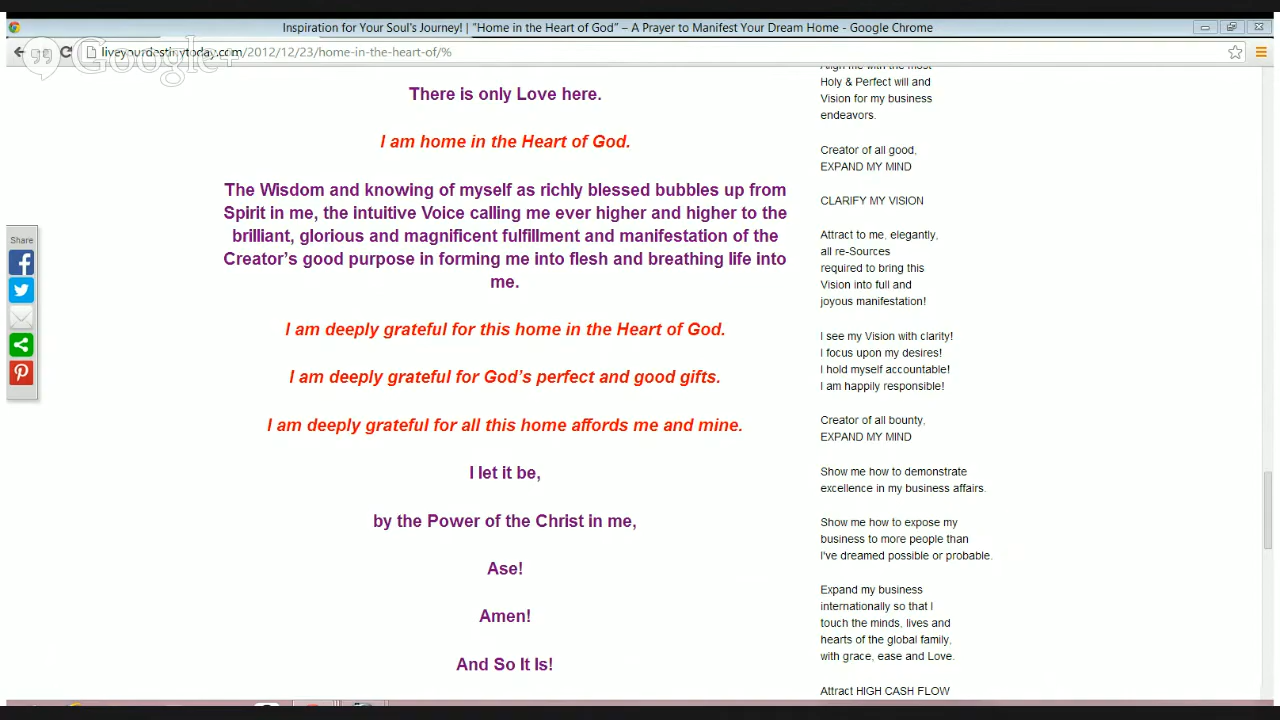 Inspiration for Your Soul's Journey! | “Home in the Heart of God” – A Prayer to Manifest Your Dream Home - Google Chrome
liveyourdestinytoday.com/2012/12/23/home-in-the-heart-of/%
Google+
There is only Love here.
I am home in the Heart of God.
The Wisdom and knowing of myself as richly blessed bubbles up from
Spirit in me, the intuitive Voice calling me ever higher and higher to the
brilliant, glorious and magnificent fulfillment and manifestation of the
Creator’s good purpose in forming me into flesh and breathing life into
me.
I am deeply grateful for this home in the Heart of God.
I am deeply grateful for God’s perfect and good gifts.
I am deeply grateful for all this home affords me and mine.
I let it be,
by the Power of the Christ in me,
Ase!
Amen!
And So It Is!
Share
Align me with the most
Holy & Perfect will and
Vision for my business
endeavors.
Creator of all good,
EXPAND MY MIND
CLARIFY MY VISION
Attract to me, elegantly,
all re-Sources
required to bring this
Vision into full and
joyous manifestation!
I see my Vision with clarity!
I focus upon my desires!
I hold myself accountable!
I am happily responsible!
Creator of all bounty,
EXPAND MY MIND
Show me how to demonstrate
excellence in my business affairs.
Show me how to expose my
business to more people than
I've dreamed possible or probable.
Expand my business
internationally so that I
touch the minds, lives and
hearts of the global family,
with grace, ease and Love.
Attract HIGH CASH FLOW